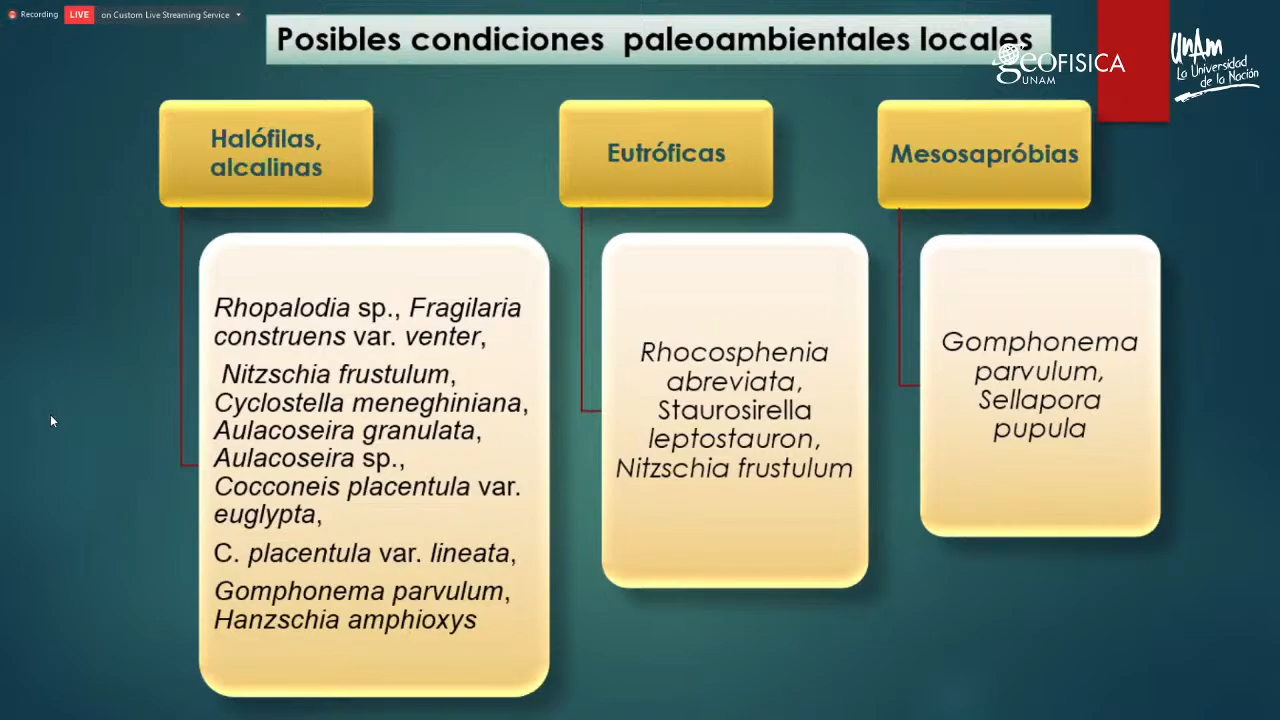 Recording LIVE on Custom Live Streaming Service
Posibles condiciones paleoambientales locales
GEOFISICA
UNAM
UNAM
La Universidad
de la Nación
Halófilas,
alcalinas
Rhopalodia sp., Fragilaria
construens var. venter,
Nitzschia frustulum,
Cyclostella meneghiniana,
Aulacoseira granulata,
Aulacoseira sp.,
Cocconeis placentula var.
euglypta,
C. placentula var. lineata,
Gomphonema parvulum,
Hanzschia amphioxys
Eutróficas
Rhocosphenia
abreviata,
Staurosirella
leptostauron,
Nitzschia frustulum
Mesosapróbias
Gomphonema
parvulum,
Sellapora
pupula